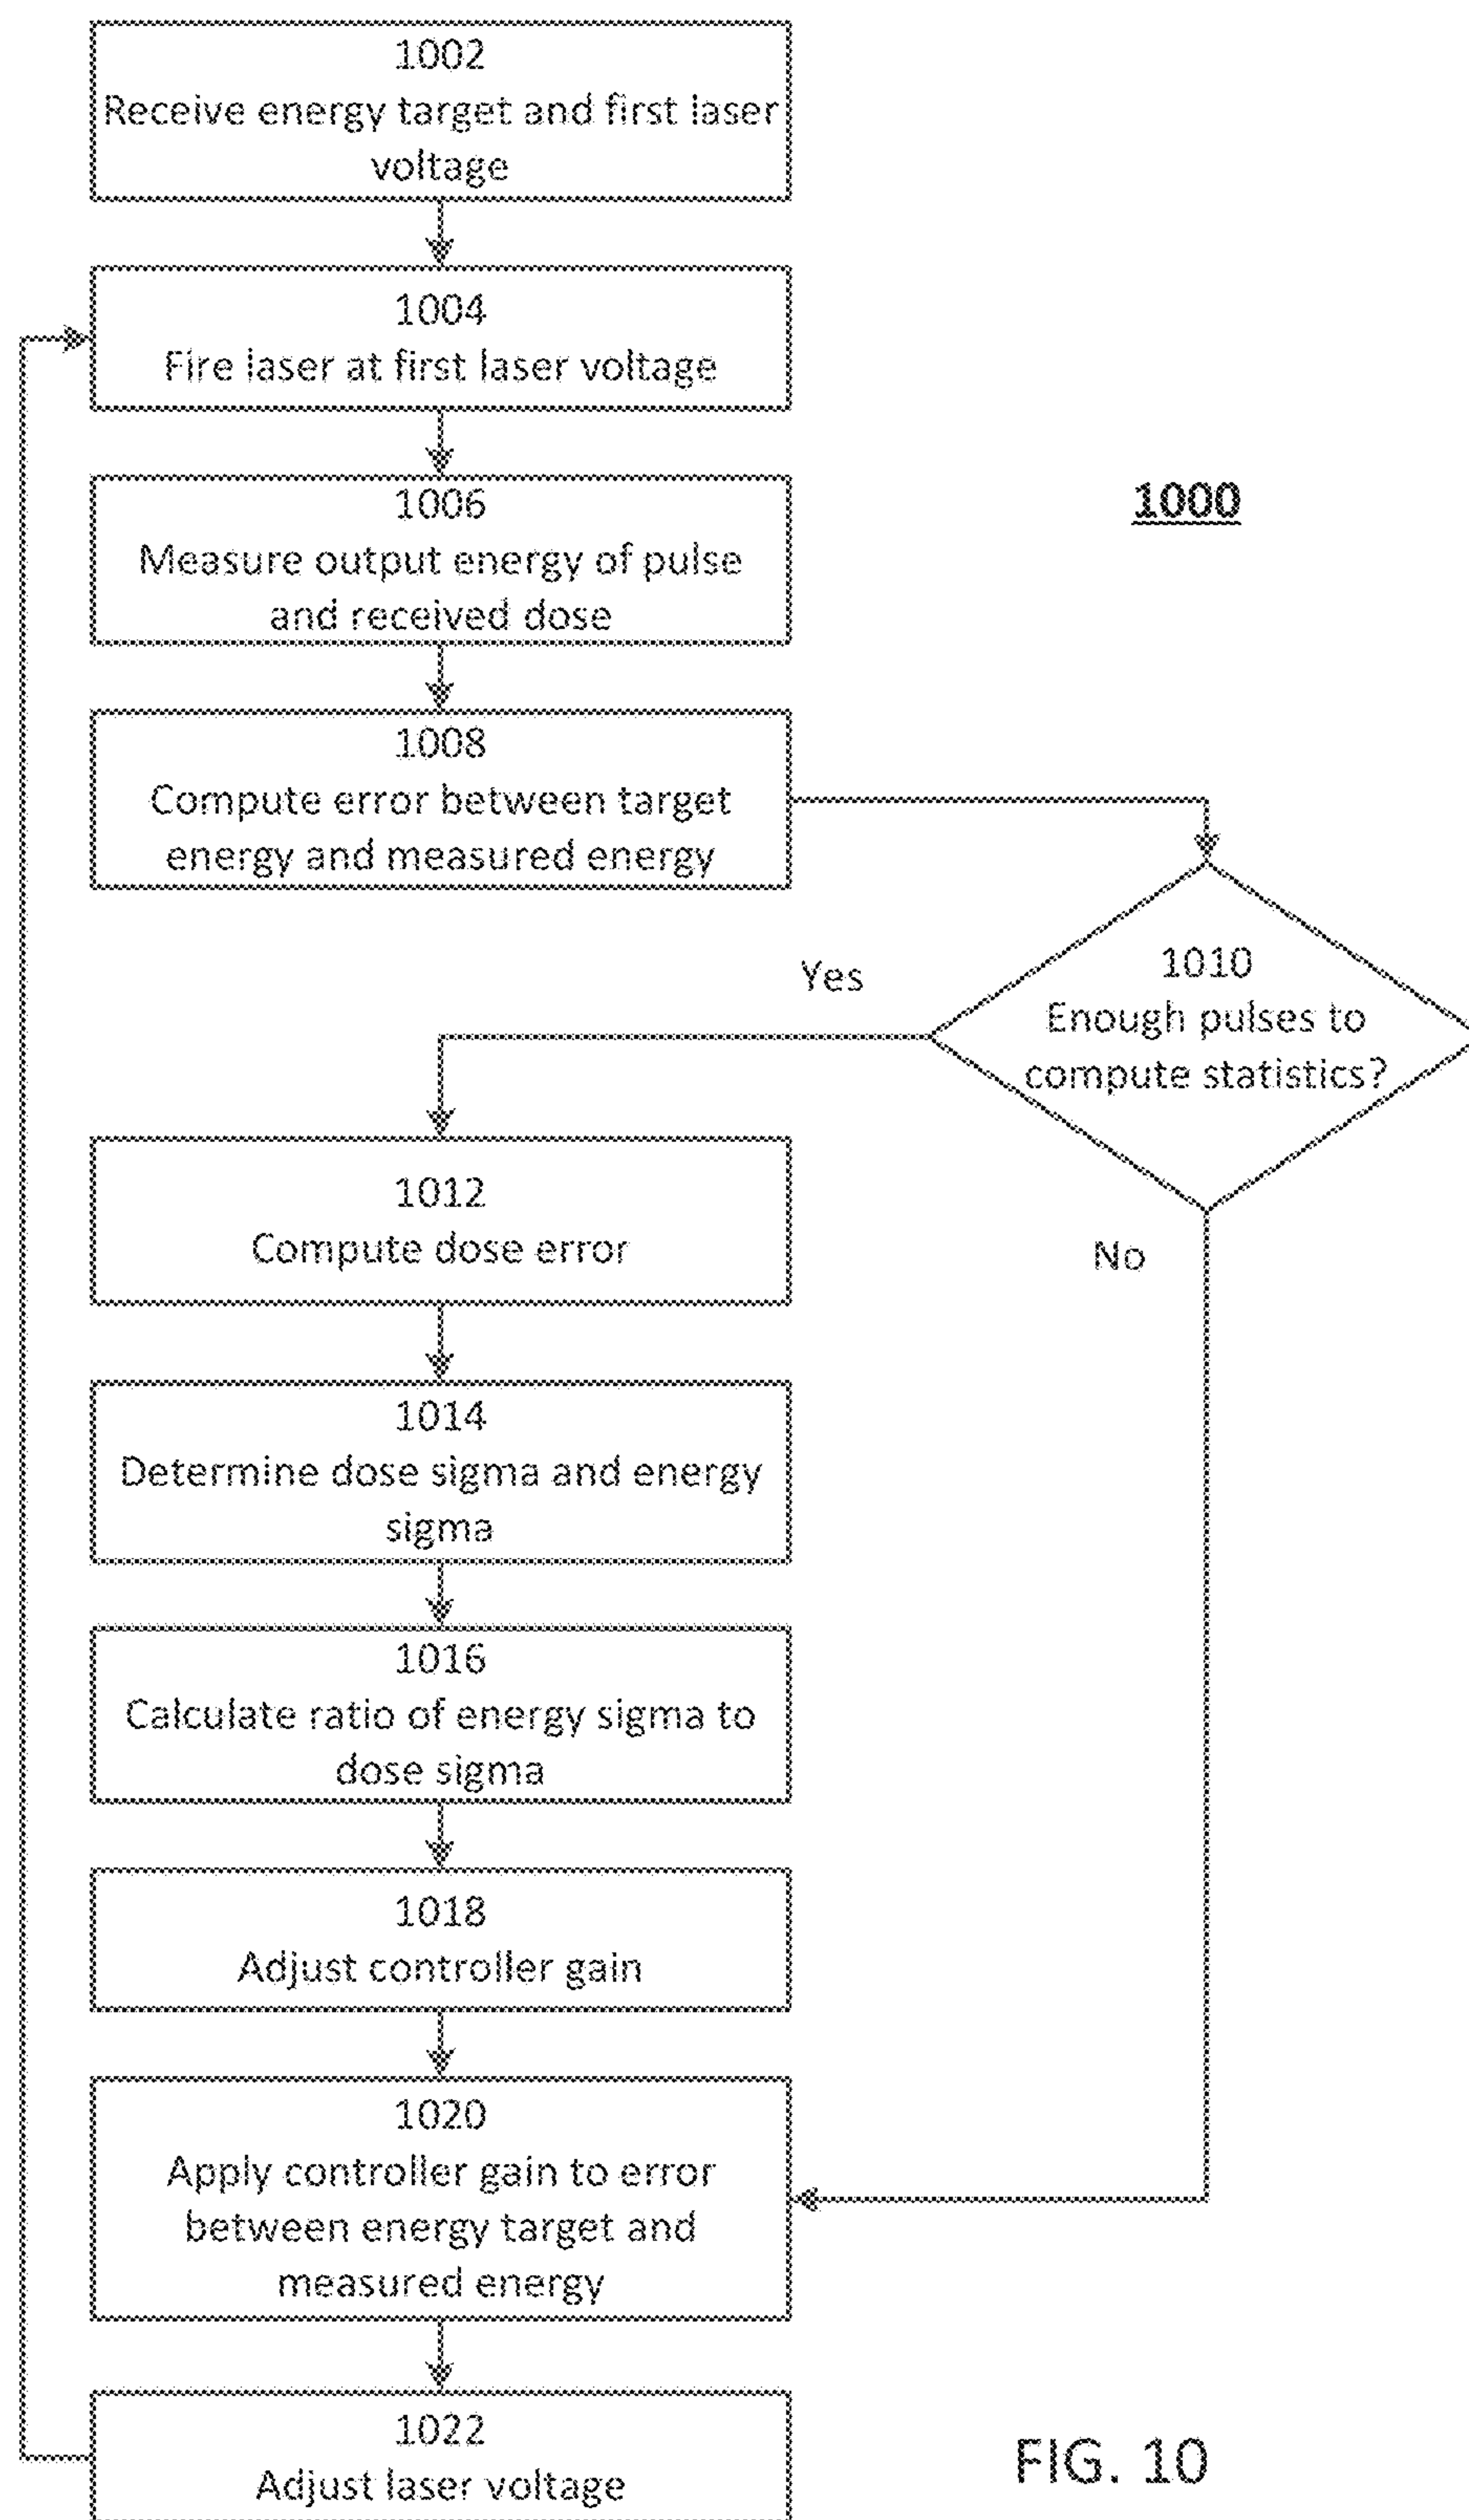 1002
Receive energy target and first laser
voltage
1004
Fire laser at first laser voltage
1006
Measure output energy of pulse
and received dose
1000
1008
Compute error between target
energy and measured energy
Yes
1010
Enough pulses to
compute statistics?
No
1012
Compute dose error
1014
Determine dose sigma and energy
sigma
1016
Calculate ratio of energy sigma to
dose sigma
1018
Adjust controller gain
1020
Apply controller gain to error
between energy target and
measured energy
1022
Adjust laser voltage
FIG. 10